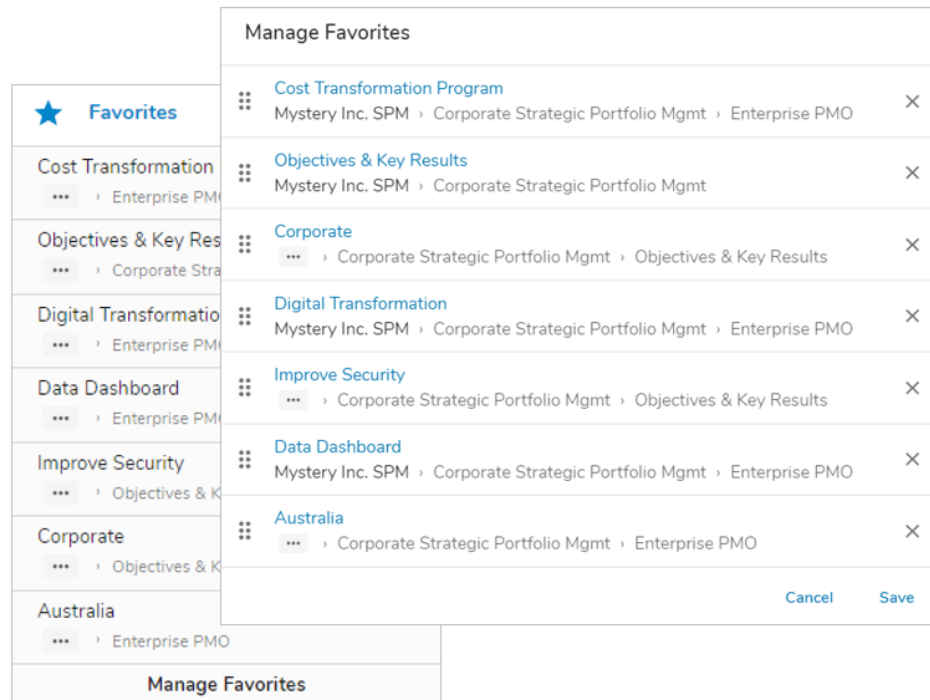 Manage Favorites
Cost Transformation Program
Mystery Inc. SPM › Corporate Strategic Portfolio Mgmt › Enterprise PMO
Objectives & Key Results
Mystery Inc. SPM › Corporate Strategic Portfolio Mgmt
Corporate
··· › Corporate Strategic Portfolio Mgmt › Objectives & Key Results
Digital Transformation
Mystery Inc. SPM › Corporate Strategic Portfolio Mgmt › Enterprise PMO
Improve Security
··· › Corporate Strategic Portfolio Mgmt › Objectives & Key Results
Data Dashboard
Mystery Inc. SPM › Corporate Strategic Portfolio Mgmt › Enterprise PMO
Australia
··· › Corporate Strategic Portfolio Mgmt › Enterprise PMO
Cancel Save
Favorites
Cost Transformation
··· › Enterprise PM
Objectives & Key Res
··· › Corporate Stra
Digital Transformatio
··· › Enterprise PM
Data Dashboard
··· › Enterprise PM
Improve Security
··· › Objectives & K
Corporate
··· › Objectives & K
Australia
··· › Enterprise PMO
Manage Favorites